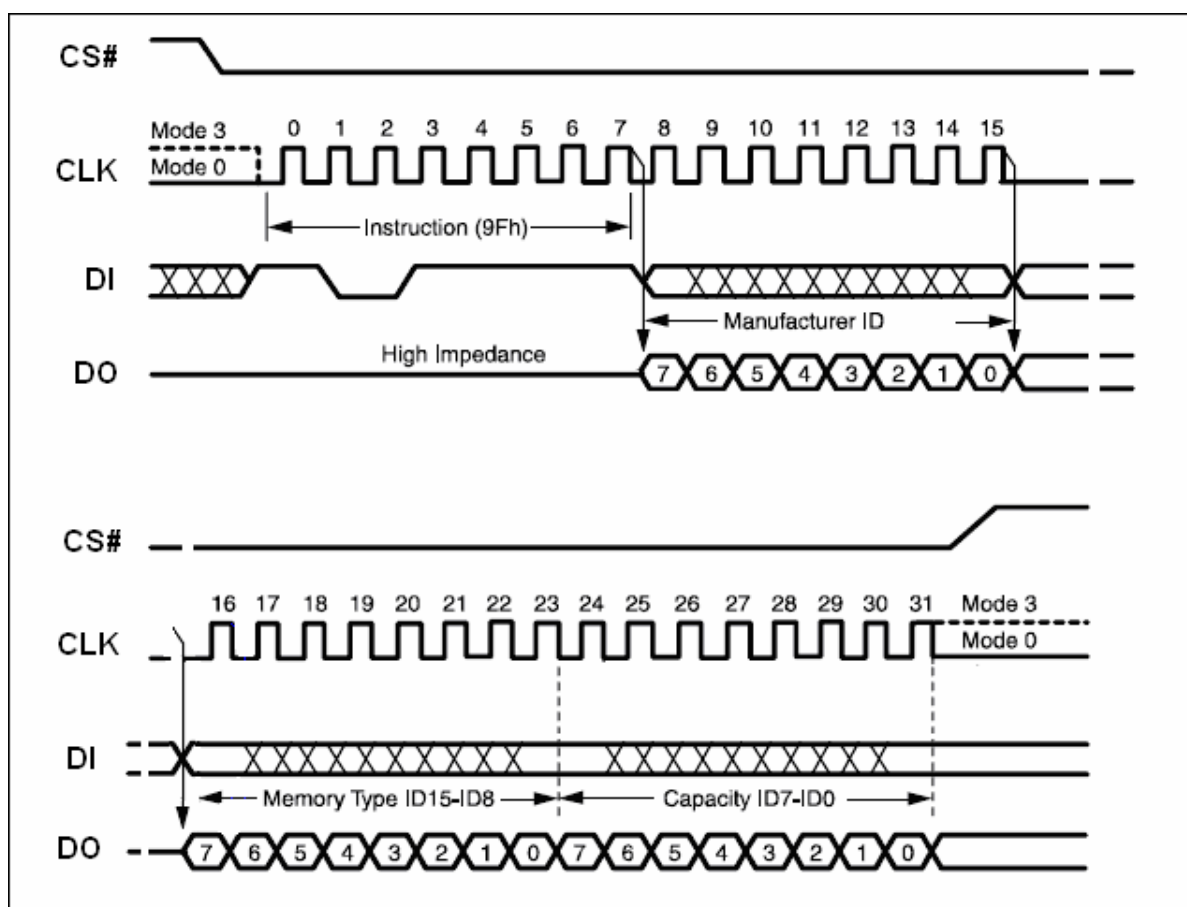 CS#
0 1 2 3 4 5 6 7 8 9 10 11 12 13 14 15
Mode 3
Mode 0
CLK
Instruction (9Fh)
DI
Manufacturer ID
High Impedance
DO
7 6 5 4 3 2 1 0
CS#
16 17 18 19 20 21 22 23 24 25 26 27 28 29 30 31
Mode 3
CLK
Mode 0
DI
Memory Type ID15-ID8
Capacity ID7-ID0
DO
7 6 5 4 3 2 1 0 7 6 5 4 3 2 1 0